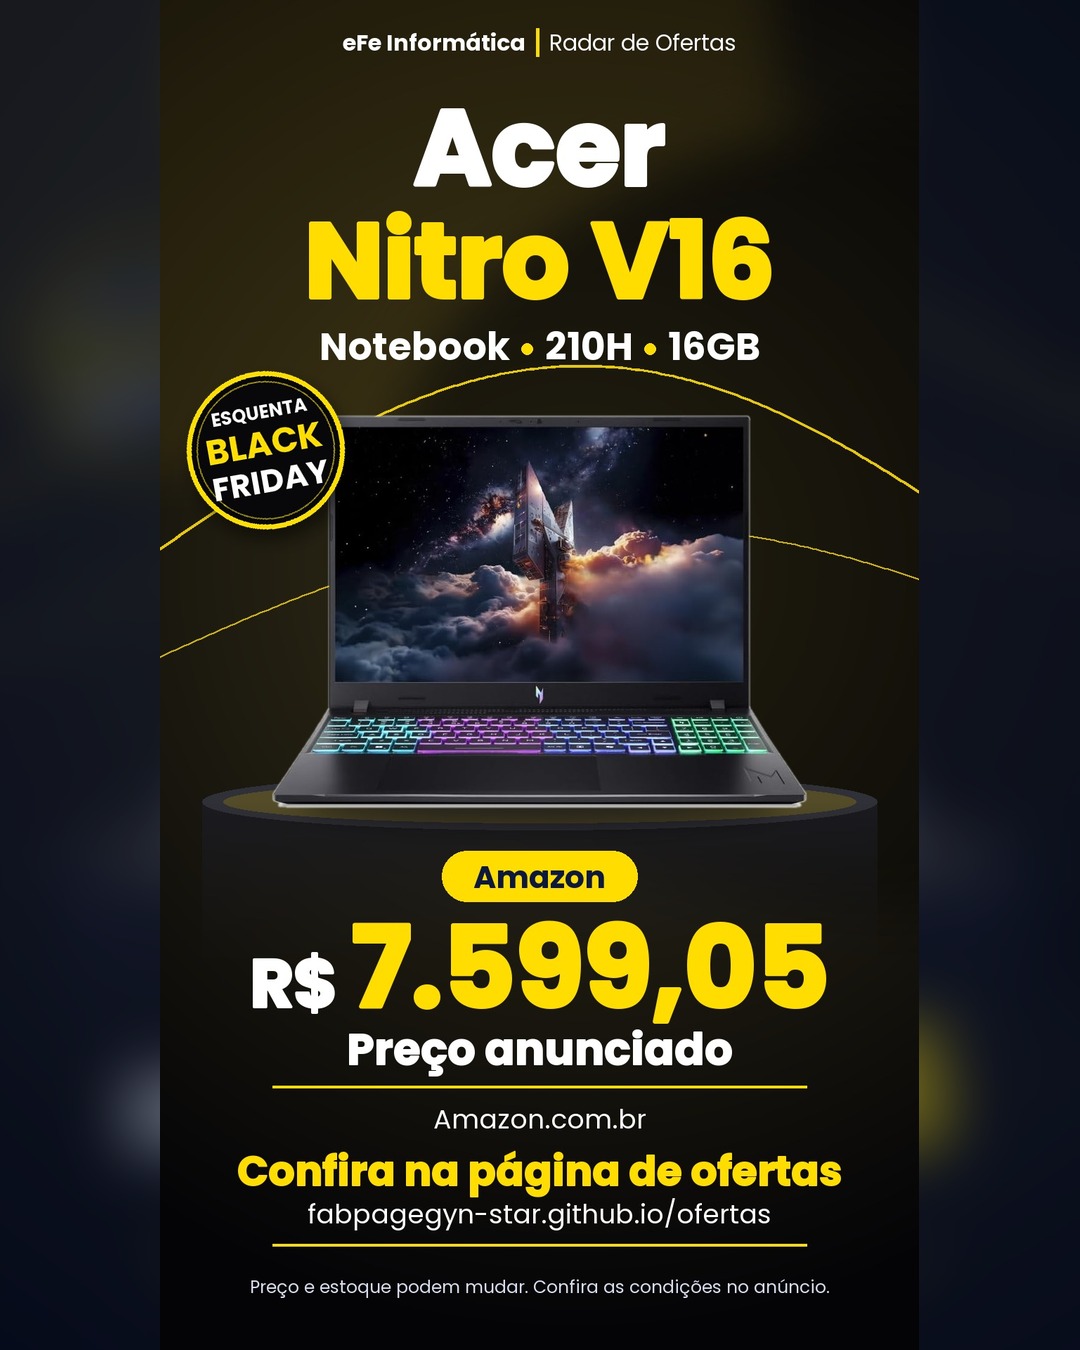 eFe Informática | Radar de Ofertas
Acer
Nitro V16
Notebook • 210H • 16GB
ESQUENTA
BLACK
FRIDAY
Amazon
R$ 7.599,05
Preço anunciado
Amazon.com.br
Confira na página de ofertas
fabpagegyn-star.github.io/ofertas
Preço e estoque podem mudar. Confira as condições no anúncio.